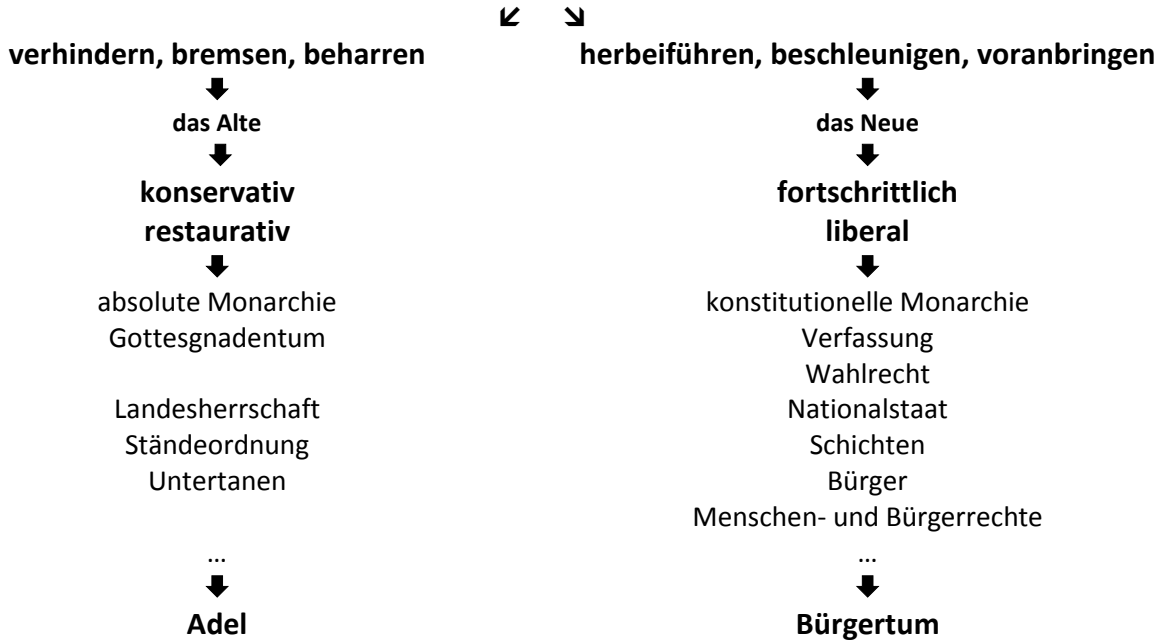 verhindern, bremsen, beharren
herbeiführen, beschleunigen, voranbringen
das Alte
das Neue
konservativ
restaurativ
fortschrittlich
liberal
absolute Monarchie
Gottesgnadentum
Landesherrschaft
Ständeordnung
Untertanen
...
Adel
konstitutionelle Monarchie
Verfassung
Wahlrecht
Nationalstaat
Schichten
Bürger
Menschen- und Bürgerrechte
...
Bürgertum